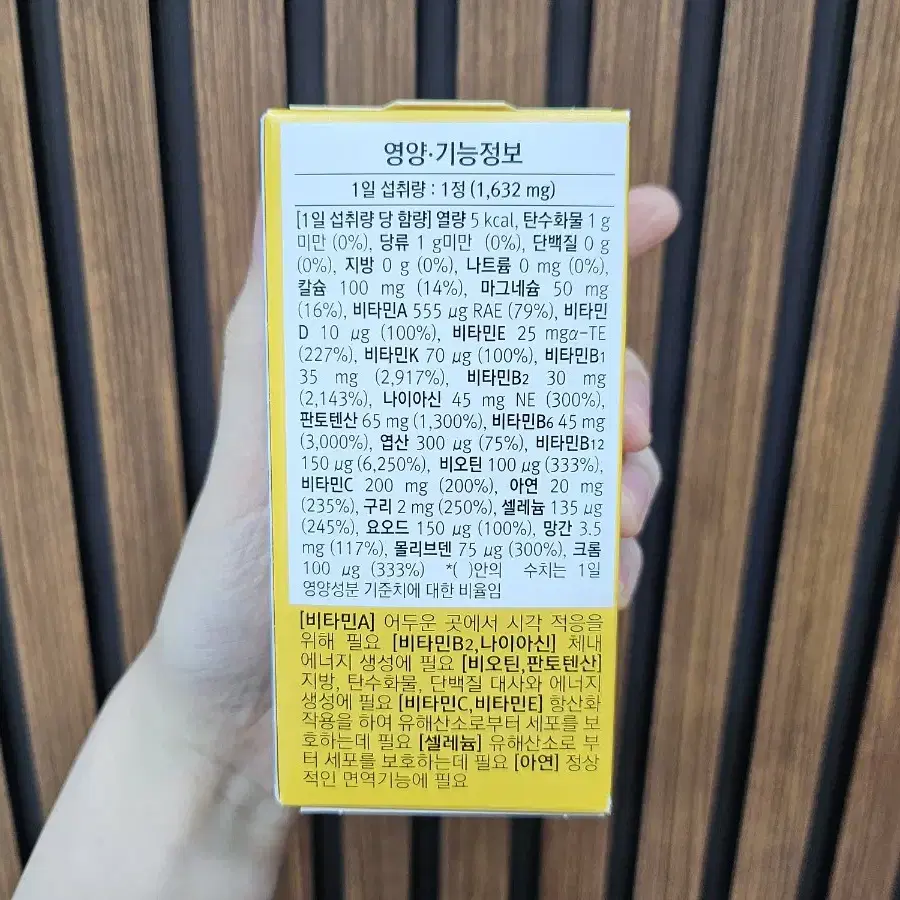 영양·기능정보
1일 섭취량 : 1정 (1,632 mg)
[1일 섭취량 당 함량] 열량 5 kcal, 탄수화물 1 g
미만 (0%), 당류 1 g미만 (0%), 단백질 0 g
(0%), 지방 0 g (0%), 나트륨 0 mg (0%),
칼슘 100 mg (14%), 마그네슘 50 mg
(16%), 비타민A 555 µg RAE (79%), 비타민
D 10 µg (100%), 비타민E 25 mgα-TE
(227%), 비타민K 70 µg (100%), 비타민B1
35 mg (2,917%), 비타민B2 30 mg
(2,143%), 나이아신 45 mg NE (300%),
판토텐산 65 mg (1,300%), 비타민B6 45 mg
(3,000%), 엽산 300 µg (75%), 비타민B12
150 µg (6,250%), 비오틴 100 µg (333%),
비타민C 200 mg (200%), 아연 20 mg
(235%), 구리 2 mg (250%), 셀레늄 135 µg
(245%), 요오드 150 µg (100%), 망간 3.5
mg (117%), 몰리브덴 75 µg (300%), 크롬
100 µg (333%) *( )안의 수치는 1일
영양성분 기준치에 대한 비율임
[비타민A] 어두운 곳에서 시각 적응을
위해 필요 [비타민B2,나이아신] 체내
에너지 생성에 필요 [비오틴,판토텐산]
지방, 탄수화물, 단백질 대사와 에너지
생성에 필요 [비타민C,비타민E] 항산화
작용을 하여 유해산소로부터 세포를 보
호하는데 필요 [셀레늄] 유해산소로 부
터 세포를 보호하는데 필요 [아연] 정상
적인 면역기능에 필요